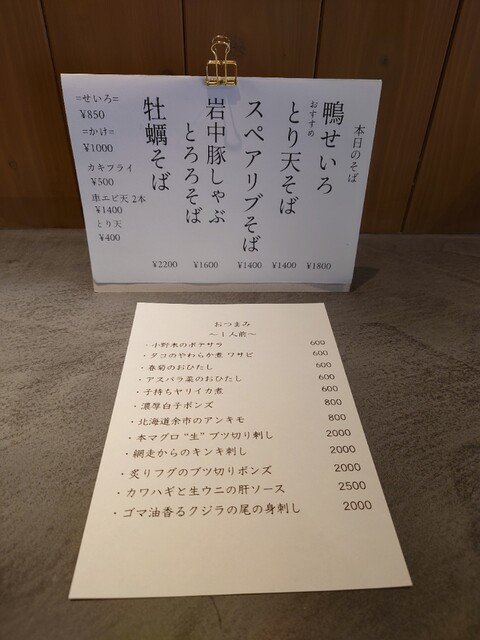 本日のそば
鴨せいろ
おすすめ
¥1800
とり天そば
¥1400
スペアリブそば
¥1400
岩中豚しゃぶ
とろろそば
¥1600
牡蠣そば
¥2200
=せいろ=
¥850
=かけ=
¥1000
カキフライ
¥500
車エビ天 2本
¥1400
とり天
¥400
おつまみ
～1人前～
・小野木のポテサラ 600
・タコのやわらか煮 ワサビ 600
・春菊のおひたし 600
・アスパラ菜のおひたし 600
・子持ちヤリイカ煮 600
・濃厚白子ポンズ 800
・北海道余市のアンキモ 800
・本マグロ“生”ブツ切り刺し 2000
・網走からのキンキ刺し 2000
・炙りフグのブツ切りポンズ 2000
・カワハギと生ウニの肝ソース 2500
・ゴマ油香るクジラの尾の身刺し 2000